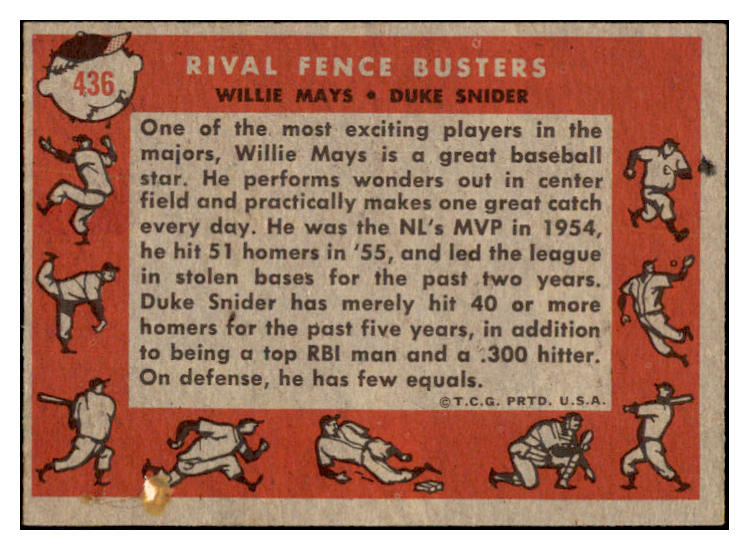 436
RIVAL FENCE BUSTERS
WILLIE MAYS • DUKE SNIDER
One of the most exciting players in the
majors, Willie Mays is a great baseball
star. He performs wonders out in center
field and practically makes one great catch
every day. He was the NL's MVP in 1954,
he hit 51 homers in '55, and led the league
in stolen bases for the past two years.
Duke Snider has merely hit 40 or more
homers for the past five years, in addition
to being a top RBI man and a .300 hitter.
On defense, he has few equals.
©T.C.G. PRTD. U.S.A.